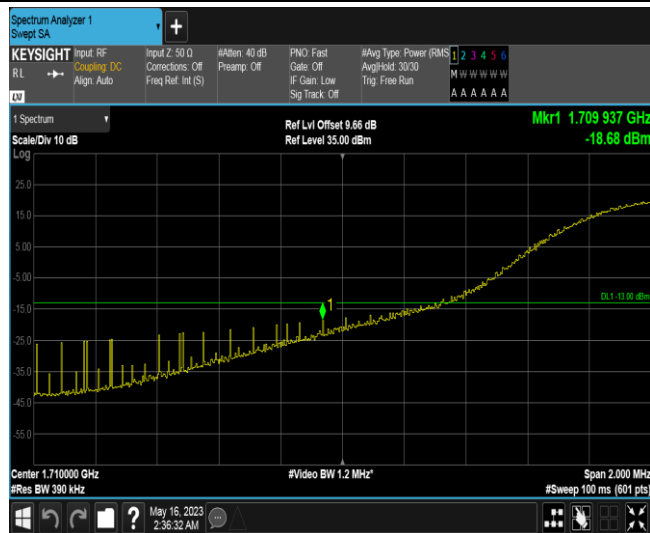 Spectrum Analyzer 1
Swept SA
KEYSIGHT
RL
Input: RF
Coupling: DC
Align: Auto
Input Z: 50 Ω
Corrections: Off
Freq Ref: Int (S)
#Atten: 40 dB
Preamp: Off
PNO: Fast
Gate: Off
IF Gain: Low
Sig Track: Off
#Avg Type: Power (RMS
Avg|Hold: 30/30
Trig: Free Run
1 2 3 4 5 6
M W W W W W
A A A A A A
1 Spectrum
Scale/Div 10 dB
Ref Lvl Offset 9.66 dB
Ref Level 35.00 dBm
Mkr1 1.709 937 GHz
-18.68 dBm
Log
25.0
15.0
5.00
-5.00
DL1 -13.00 dBm
1
-15.0
-25.0
-35.0
-45.0
-55.0
Center 1.710000 GHz
#Video BW 1.2 MHz*
Span 2.000 MHz
#Res BW 390 kHz
#Sweep 100 ms (601 pts)
?
May 16, 2023
2:36:32 AM